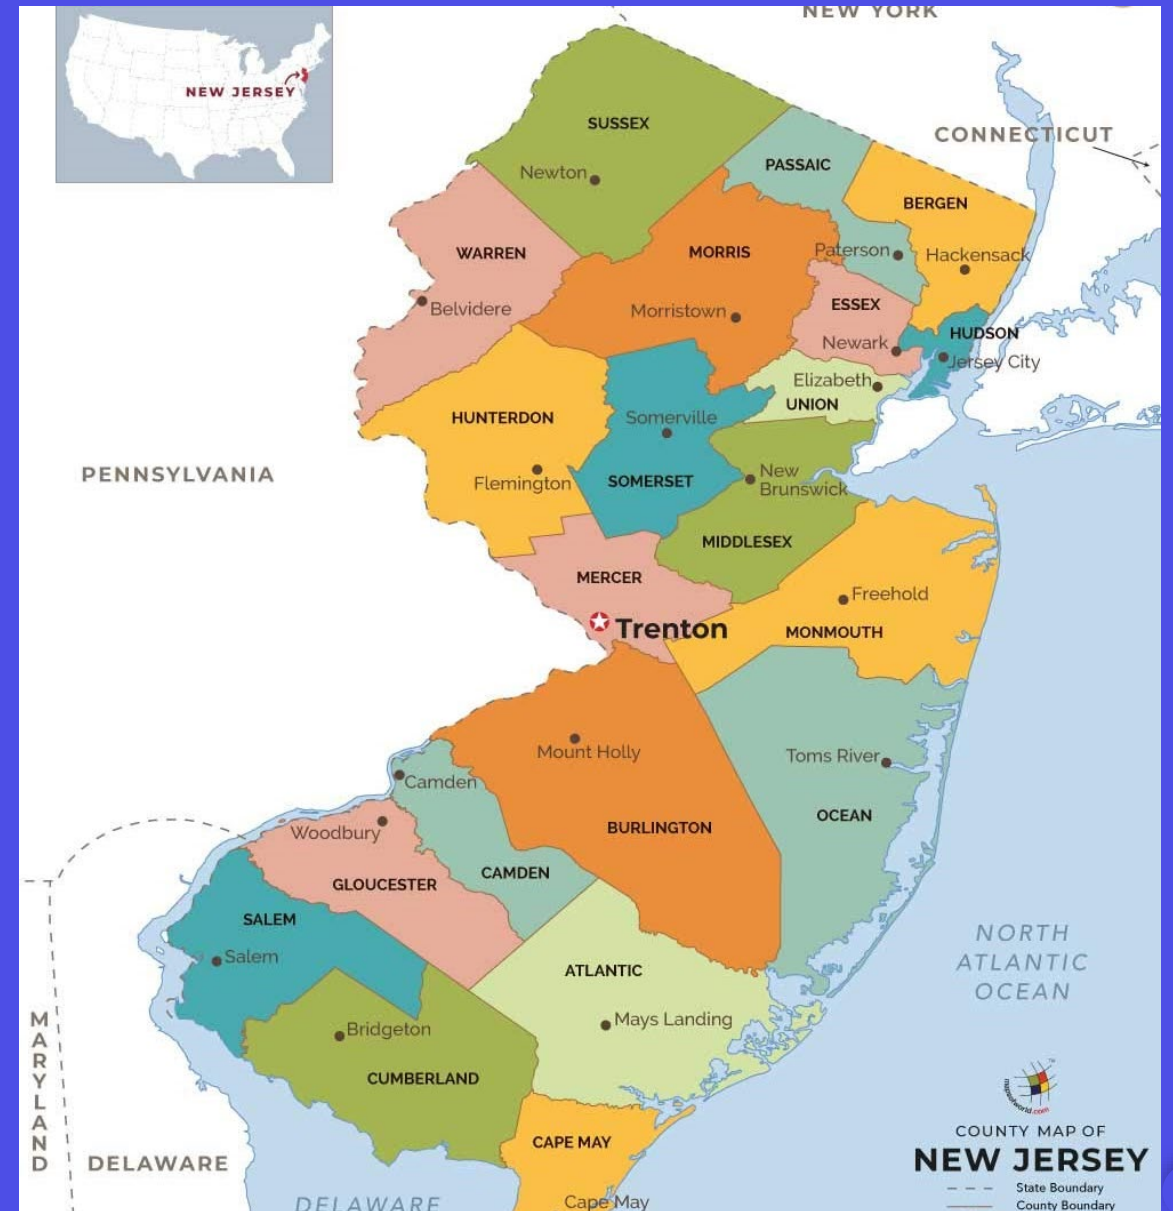 NEW YORK
NEW JERSEY
CONNECTICUT
SUSSEX
Newton
PASSAIC
BERGEN
WARREN
MORRIS
Paterson
Hackensack
Belvidere
Morristown
ESSEX
HUDSON
Newark
Jersey City
Elizabeth
UNION
HUNTERDON
Somerville
PENNSYLVANIA
Flemington
SOMERSET
New
Brunswick
MIDDLESEX
MERCER
Freehold
Trenton
MONMOUTH
Mount Holly
Toms River
Camden
OCEAN
Woodbury
BURLINGTON
CAMDEN
GLOUCESTER
SALEM
Salem
NORTH
ATLANTIC
OCEAN
ATLANTIC
Mays Landing
Bridgeton
MARYLAND
CUMBERLAND
mapsofworld.com
COUNTY MAP OF
NEW JERSEY
CAPE MAY
DELAWARE
State Boundary
County Boundary
DELAWARE
Cape May